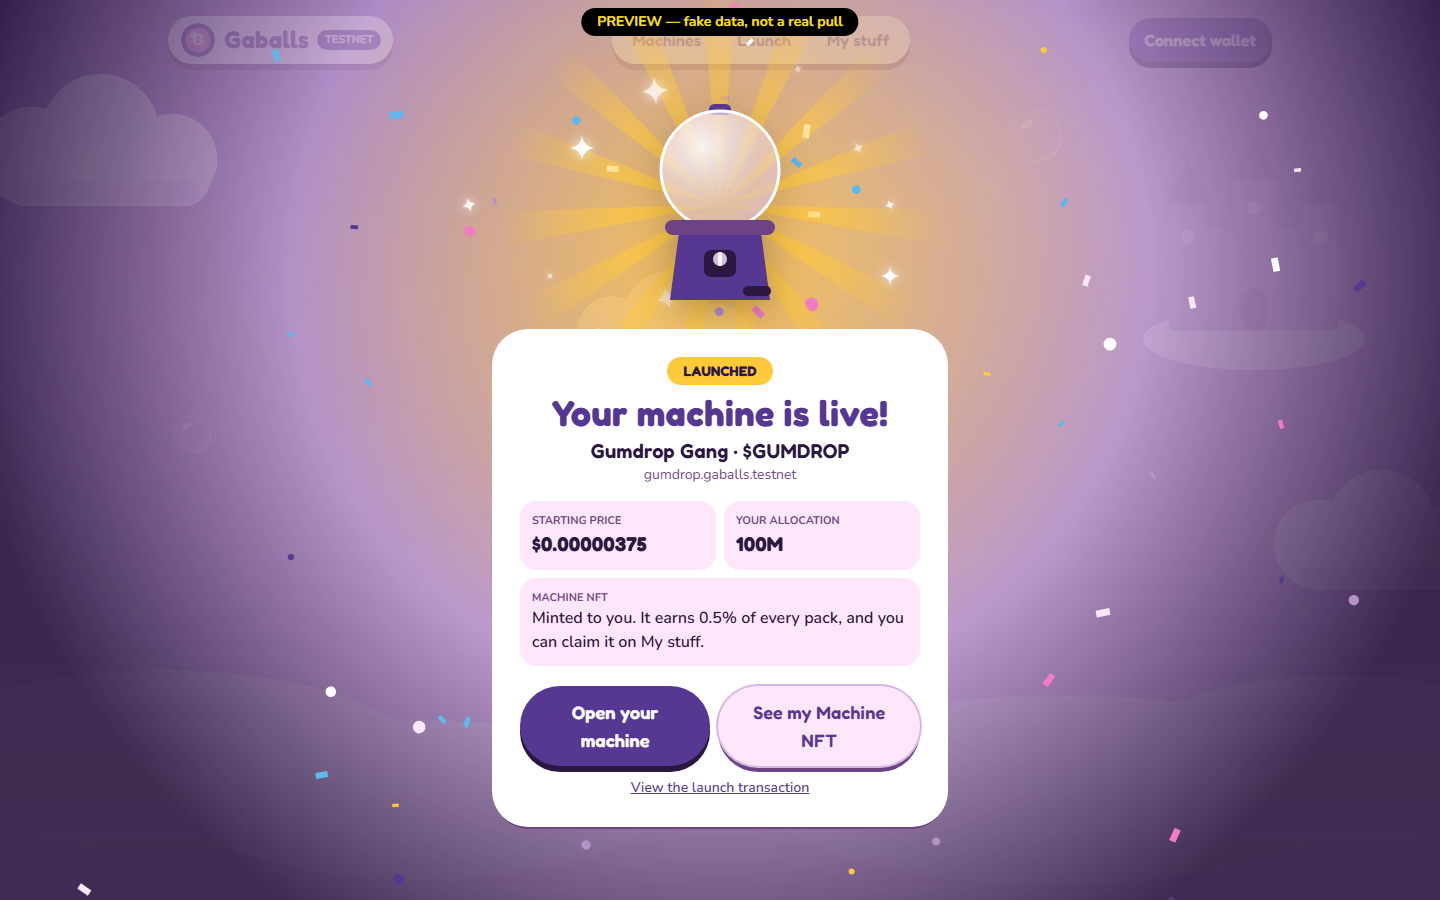 PREVIEW — fake data, not a real pull
G Gaballs TESTNET
Machines Launch My stuff
Connect wallet
LAUNCHED
Your machine is live!
Gumdrop Gang · $GUMDROP
gumdrop.gaballs.testnet
STARTING PRICE
$0.00000375
YOUR ALLOCATION
100M
MACHINE NFT
Minted to you. It earns 0.5% of every pack, and you
can claim it on My stuff.
Open your
machine
See my Machine
NFT
View the launch transaction